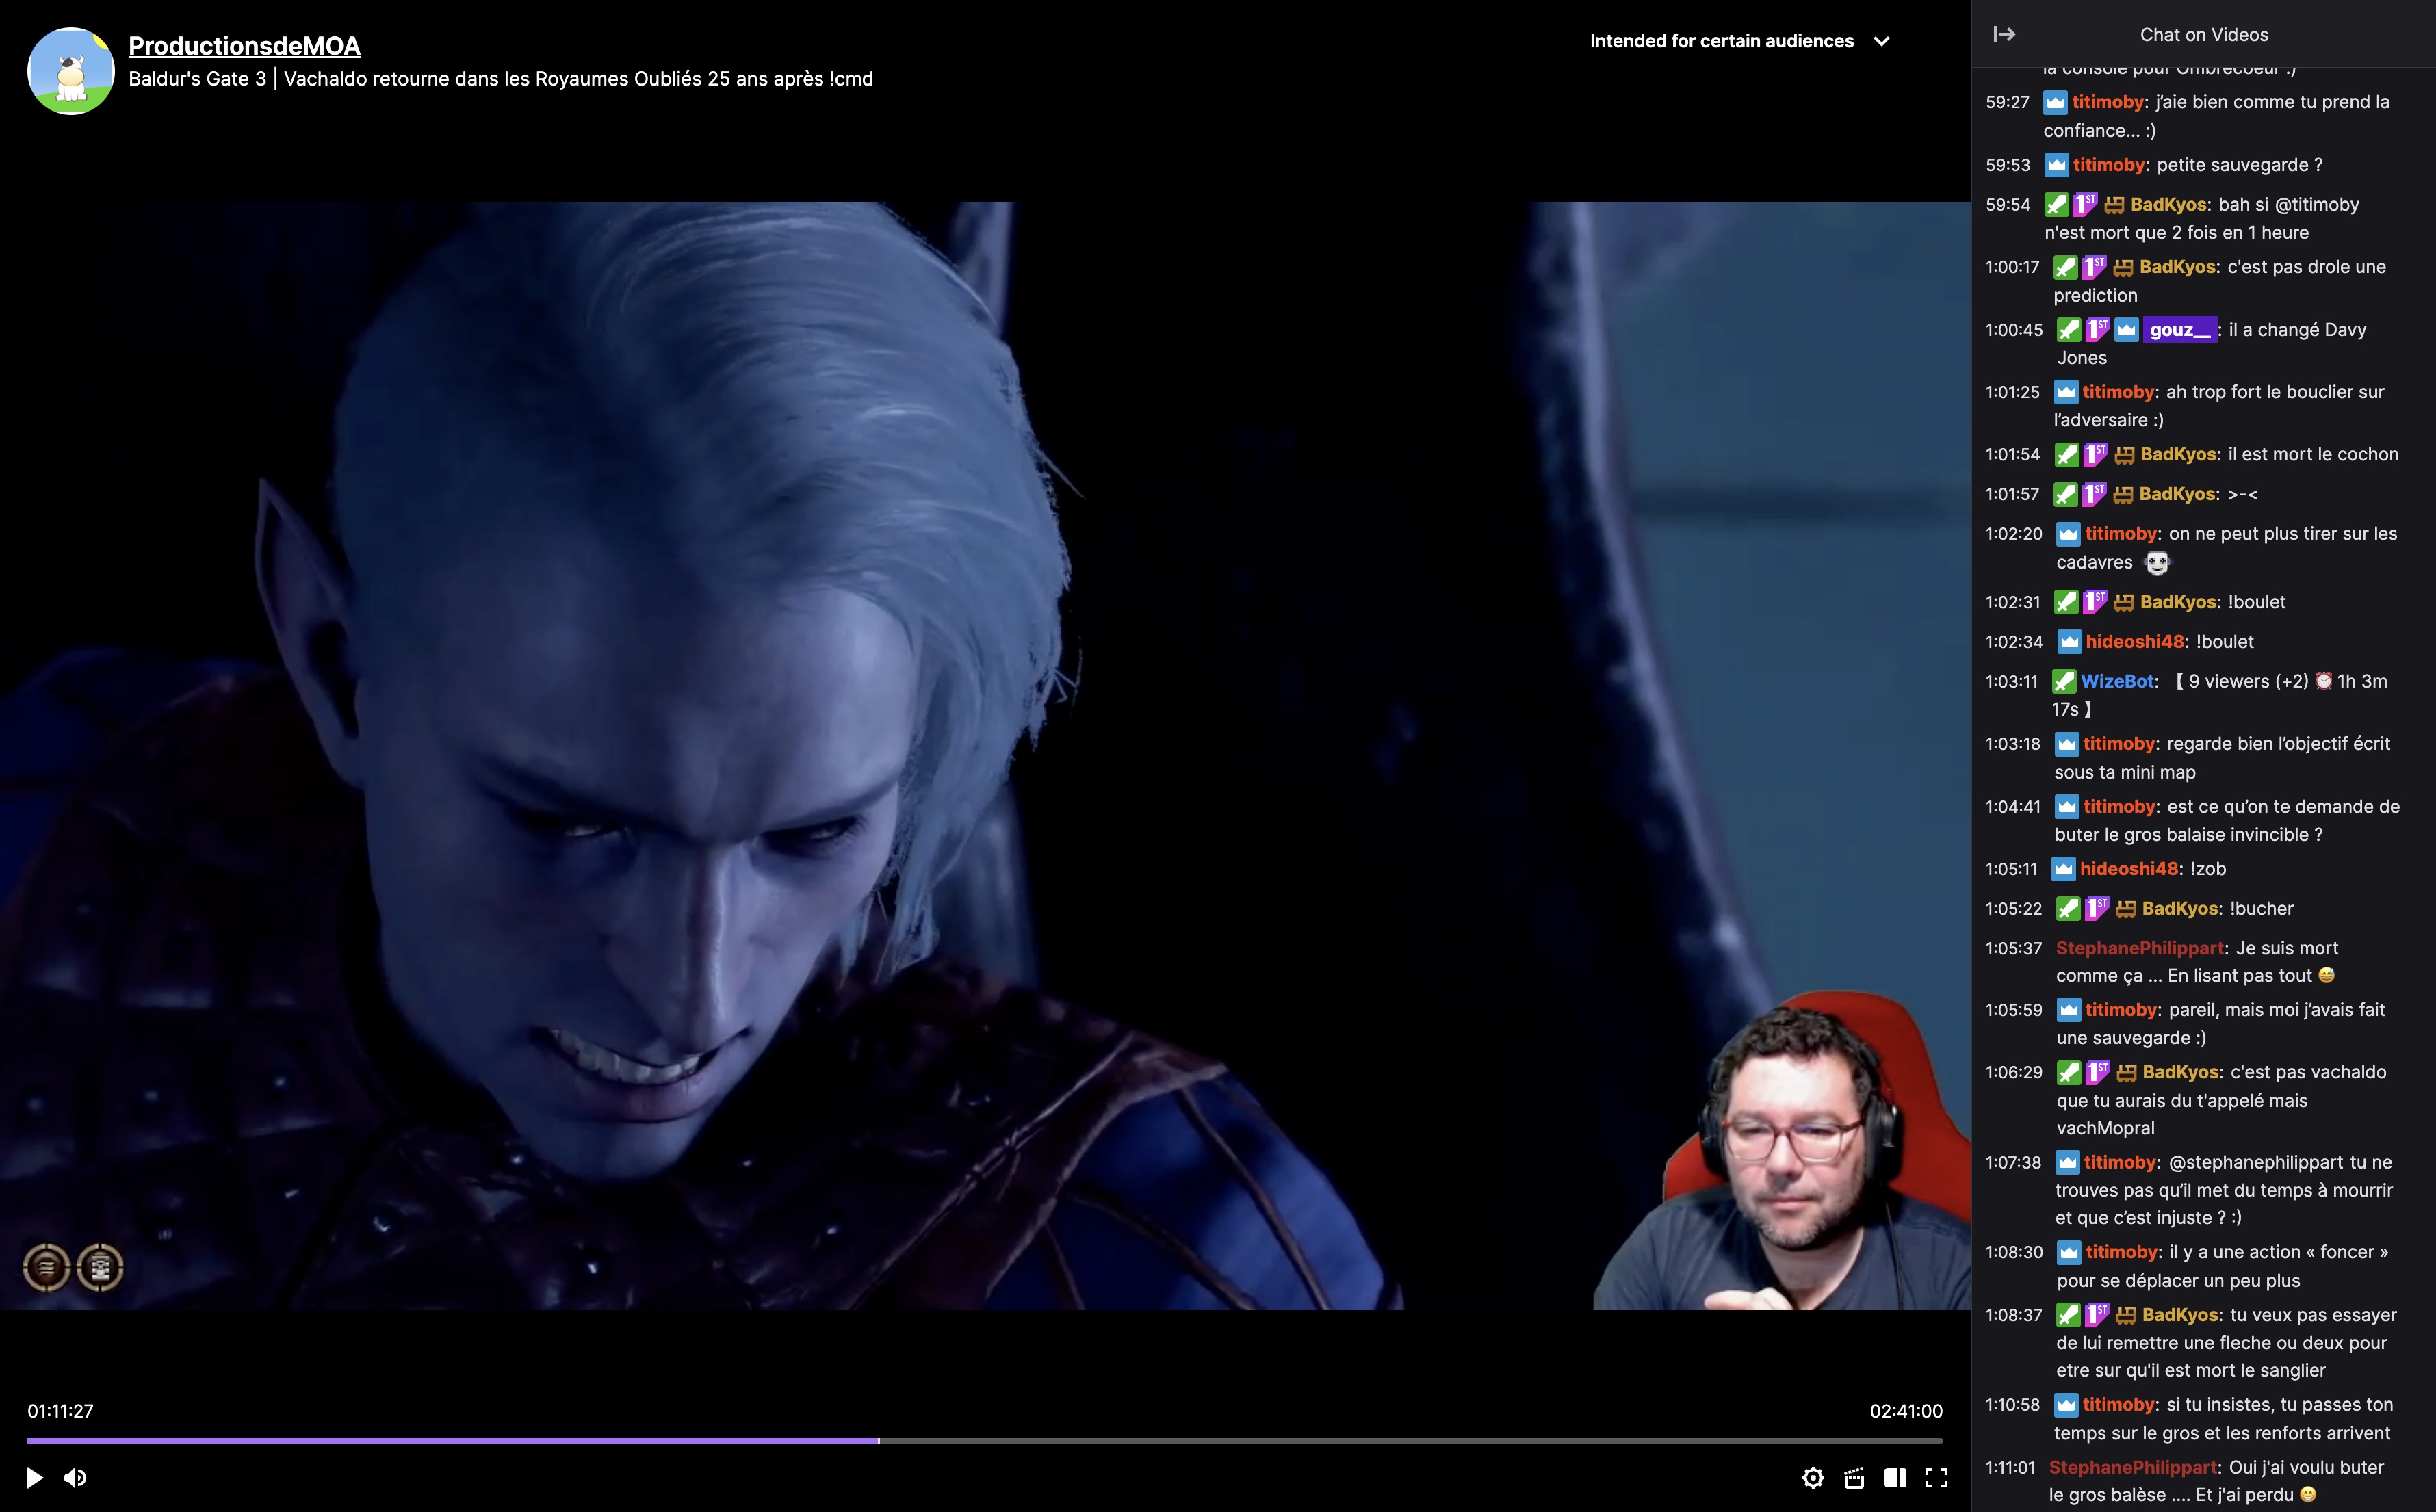 ProductionsdeMOA
Baldur's Gate 3 | Vachaldo retourne dans les Royaumes Oubliés 25 ans après !cmd
Intended for certain audiences
01:11:27
02:41:00
Chat on Videos
la console pour Ombrecoeur :)
59:27 titimoby: j’aie bien comme tu prend la
confiance... :)
59:53 titimoby: petite sauvegarde ?
59:54 1ST BadKyos: bah si @titimoby
n'est mort que 2 fois en 1 heure
1:00:17 1ST BadKyos: c'est pas drole une
prediction
1:00:45 1ST gouz__ : il a changé Davy
Jones
1:01:25 titimoby: ah trop fort le bouclier sur
l’adversaire :)
1:01:54 1ST BadKyos: il est mort le cochon
1:01:57 1ST BadKyos: >-<
1:02:20 titimoby: on ne peut plus tirer sur les
cadavres
1:02:31 1ST BadKyos: !boulet
1:02:34 hideoshi48: !boulet
1:03:11 WizeBot: 【 9 viewers (+2) ⏰ 1h 3m
17s 】
1:03:18 titimoby: regarde bien l’objectif écrit
sous ta mini map
1:04:41 titimoby: est ce qu’on te demande de
buter le gros balaise invincible ?
1:05:11 hideoshi48: !zob
1:05:22 1ST BadKyos: !bucher
1:05:37 StephanePhilippart: Je suis mort
comme ça ... En lisant pas tout 😅
1:05:59 titimoby: pareil, mais moi j’avais fait
une sauvegarde :)
1:06:29 1ST BadKyos: c'est pas vachaldo
que tu aurais du t'appelé mais
vachMopral
1:07:38 titimoby: @stephanephilippart tu ne
trouves pas qu’il met du temps à mourrir
et que c’est injuste ? :)
1:08:30 titimoby: il y a une action « foncer »
pour se déplacer un peu plus
1:08:37 1ST BadKyos: tu veux pas essayer
de lui remettre une fleche ou deux pour
etre sur qu'il est mort le sanglier
1:10:58 titimoby: si tu insistes, tu passes ton
temps sur le gros et les renforts arrivent
1:11:01 StephanePhilippart: Oui j'ai voulu buter
le gros balèse .... Et j'ai perdu 😁